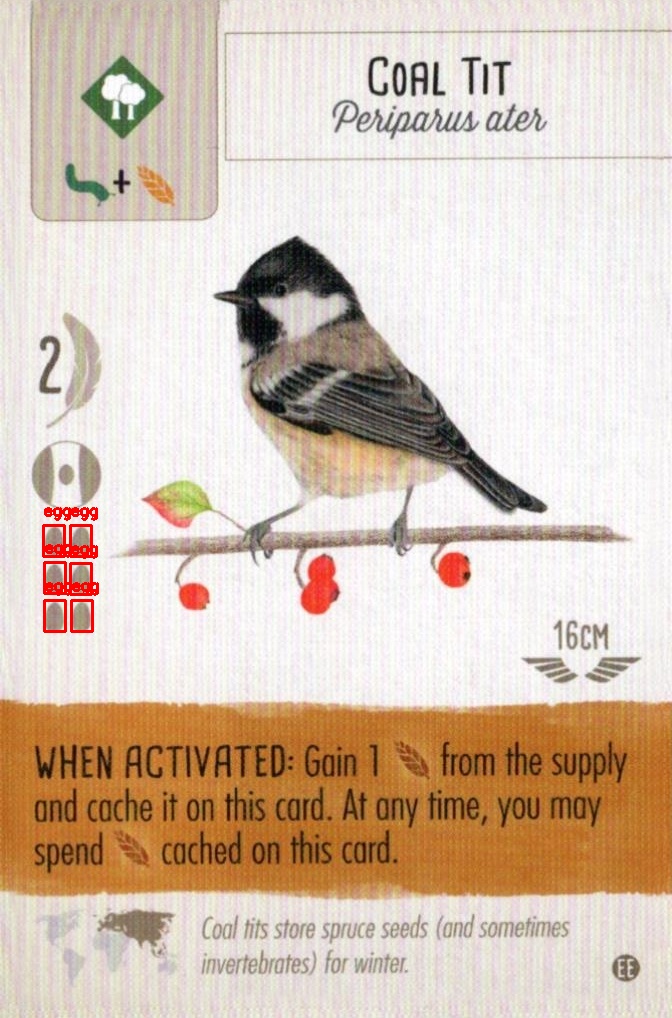 COAL TIT
Periparus ater
+
2
eggegg
eggegg
eggegg
16CM
WHEN ACTIVATED: Gain 1 from the supply
and cache it on this card. At any time, you may
spend cached on this card.
Coal tits store spruce seeds (and sometimes
invertebrates) for winter.
EE